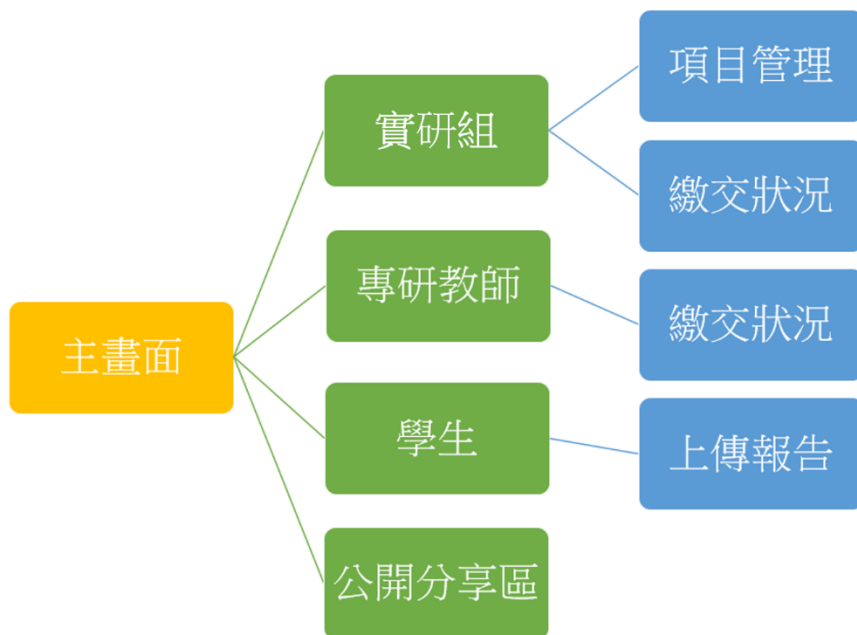 主畫面
實研組
專研教師
學生
公開分享區
項目管理
繳交狀況
繳交狀況
上傳報告